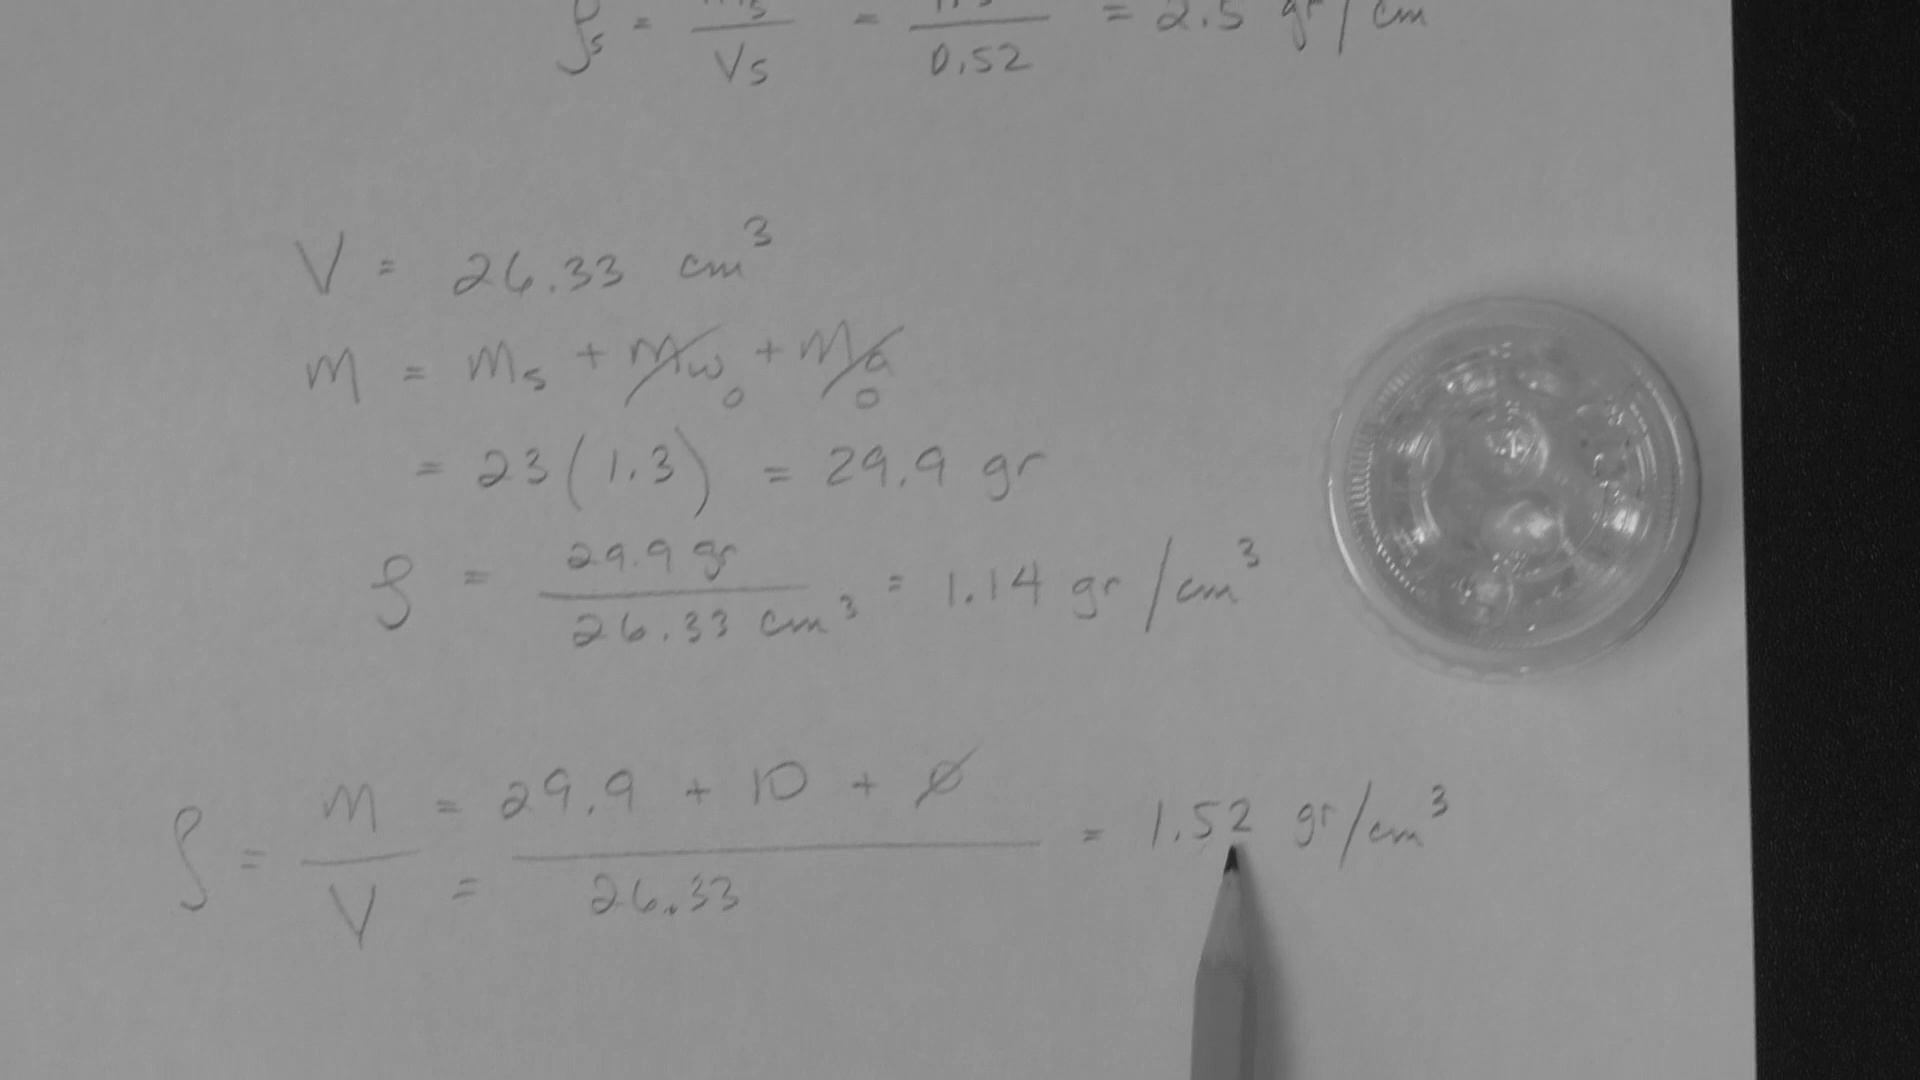 ρs = ms / Vs = / 0.52 = 2.5 gr/cm
V = 26.33 cm³
m = ms + mw 0 + ma 0
= 23 (1.3) = 29.9 gr
ρ = 29.9 gr / 26.33 cm³ = 1.14 gr/cm³
ρ = m / V = = 29.9 + 10 + 0 / 26.33 = 1.52 gr/cm³